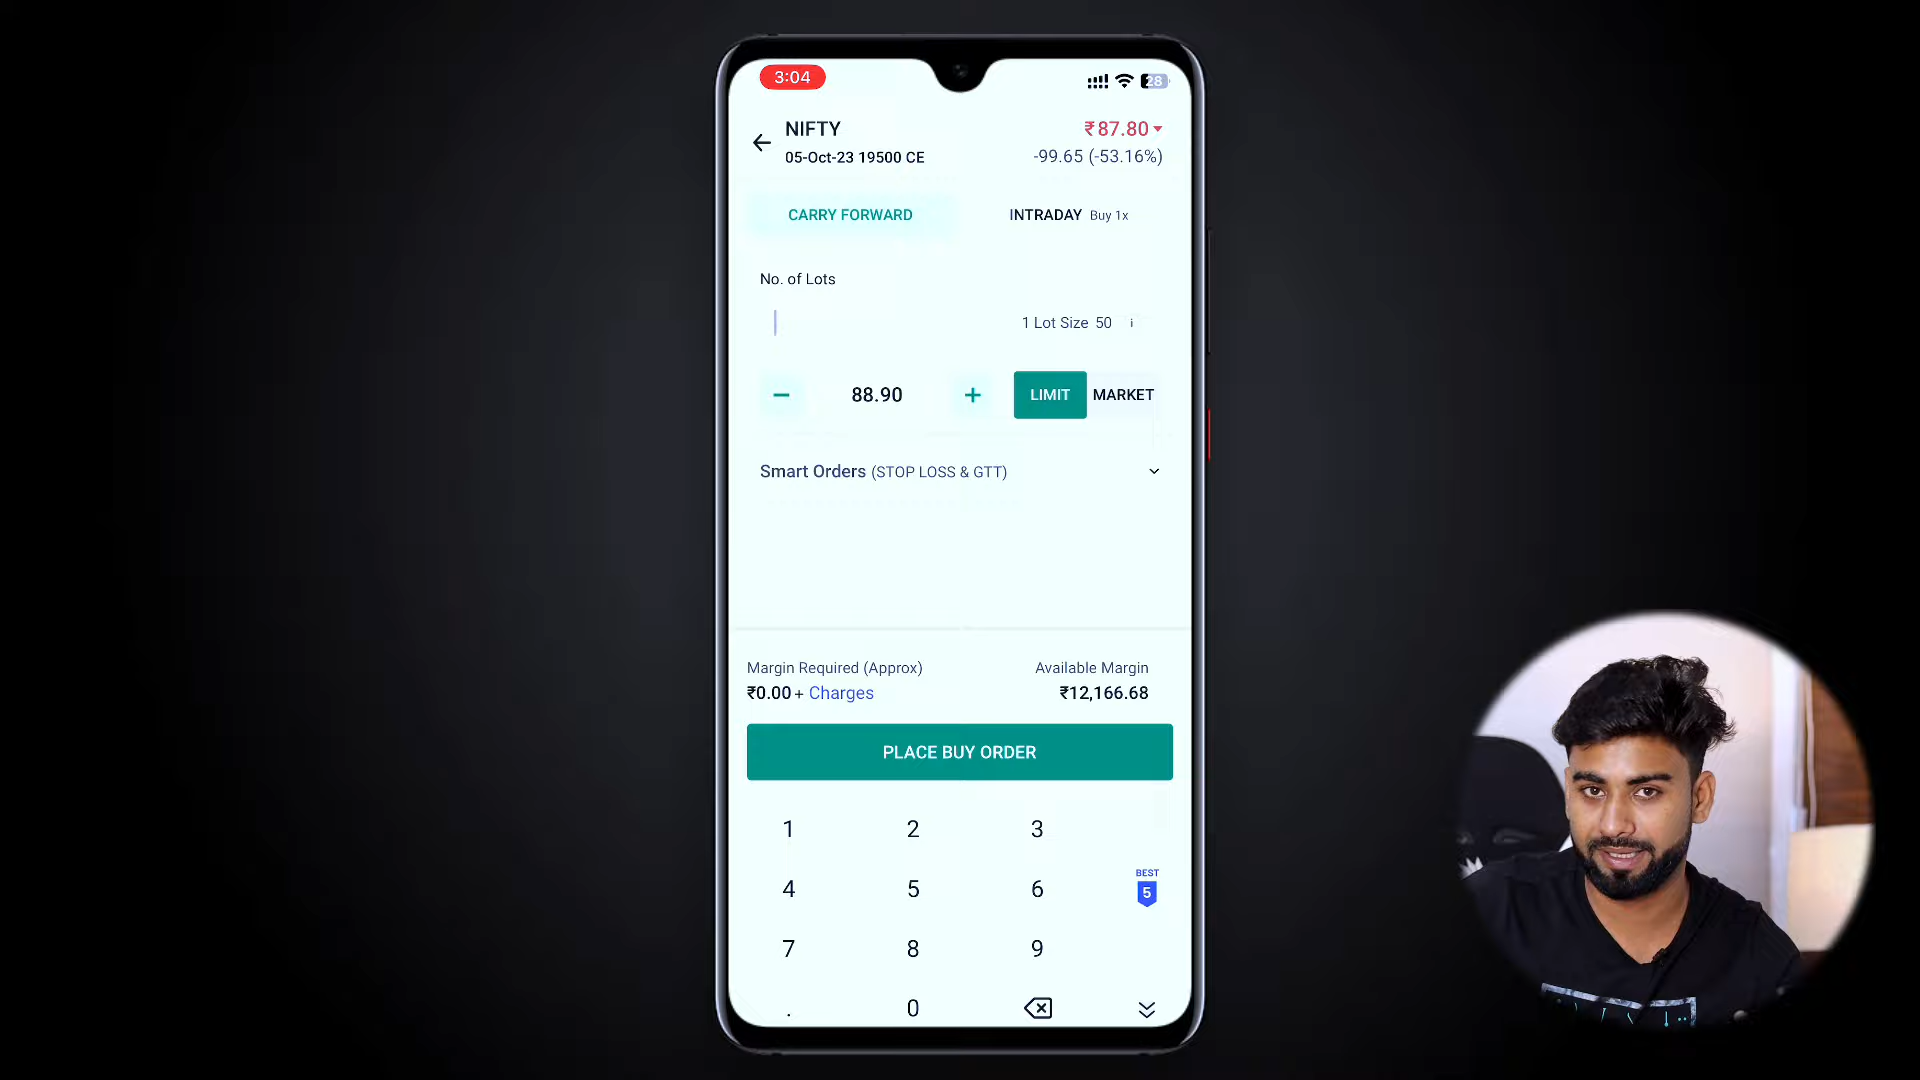 3:04
28
NIFTY
₹87.80
05-Oct-23 19500 CE
-99.65 (-53.16%)
CARRY FORWARD
INTRADAY Buy 1x
No. of Lots
1 Lot Size 50 i
− 88.90 + LIMIT MARKET
Smart Orders (STOP LOSS & GTT)
Margin Required (Approx)
Available Margin
₹0.00 + Charges
₹12,166.68
PLACE BUY ORDER
1 2 3
BEST
4 5 6 5
7 8 9
. 0